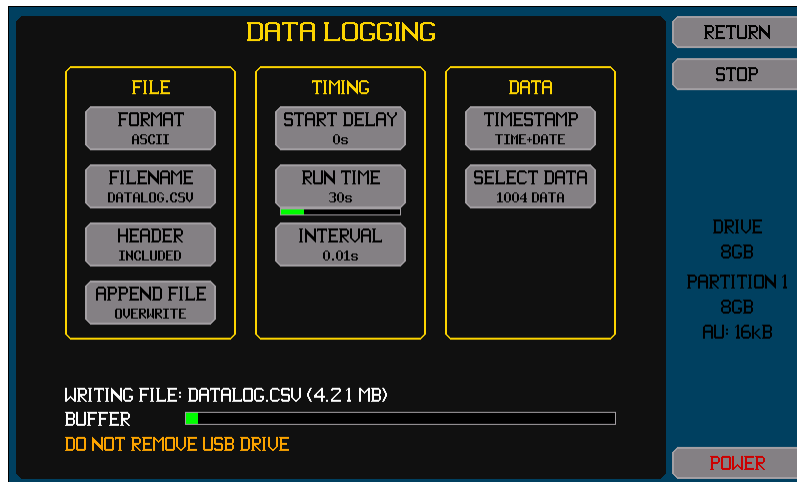 DATA LOGGING
FILE
FORMAT
ASCII
FILENAME
DATALOG.CSV
HEADER
INCLUDED
APPEND FILE
OVERWRITE
TIMING
START DELAY
0s
RUN TIME
30s
INTERVAL
0.01s
DATA
TIMESTAMP
TIME+DATE
SELECT DATA
1004 DATA
WRITING FILE: DATALOG.CSV (4.21 MB)
BUFFER
DO NOT REMOVE USB DRIVE
RETURN
STOP
DRIVE
8GB
PARTITION 1
8GB
AU: 16kB
POWER